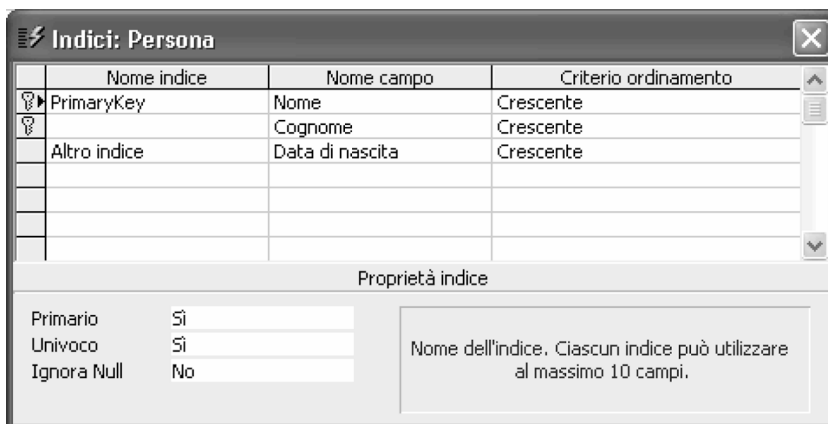 Indici: Persona
Nome indice Nome campo Criterio ordinamento
PrimaryKey Nome Crescente
Cognome Crescente
Altro indice Data di nascita Crescente
Proprietà indice
Primario Sì
Univoco Sì
Ignora Null No
Nome dell'indice. Ciascun indice può utilizzare
al massimo 10 campi.